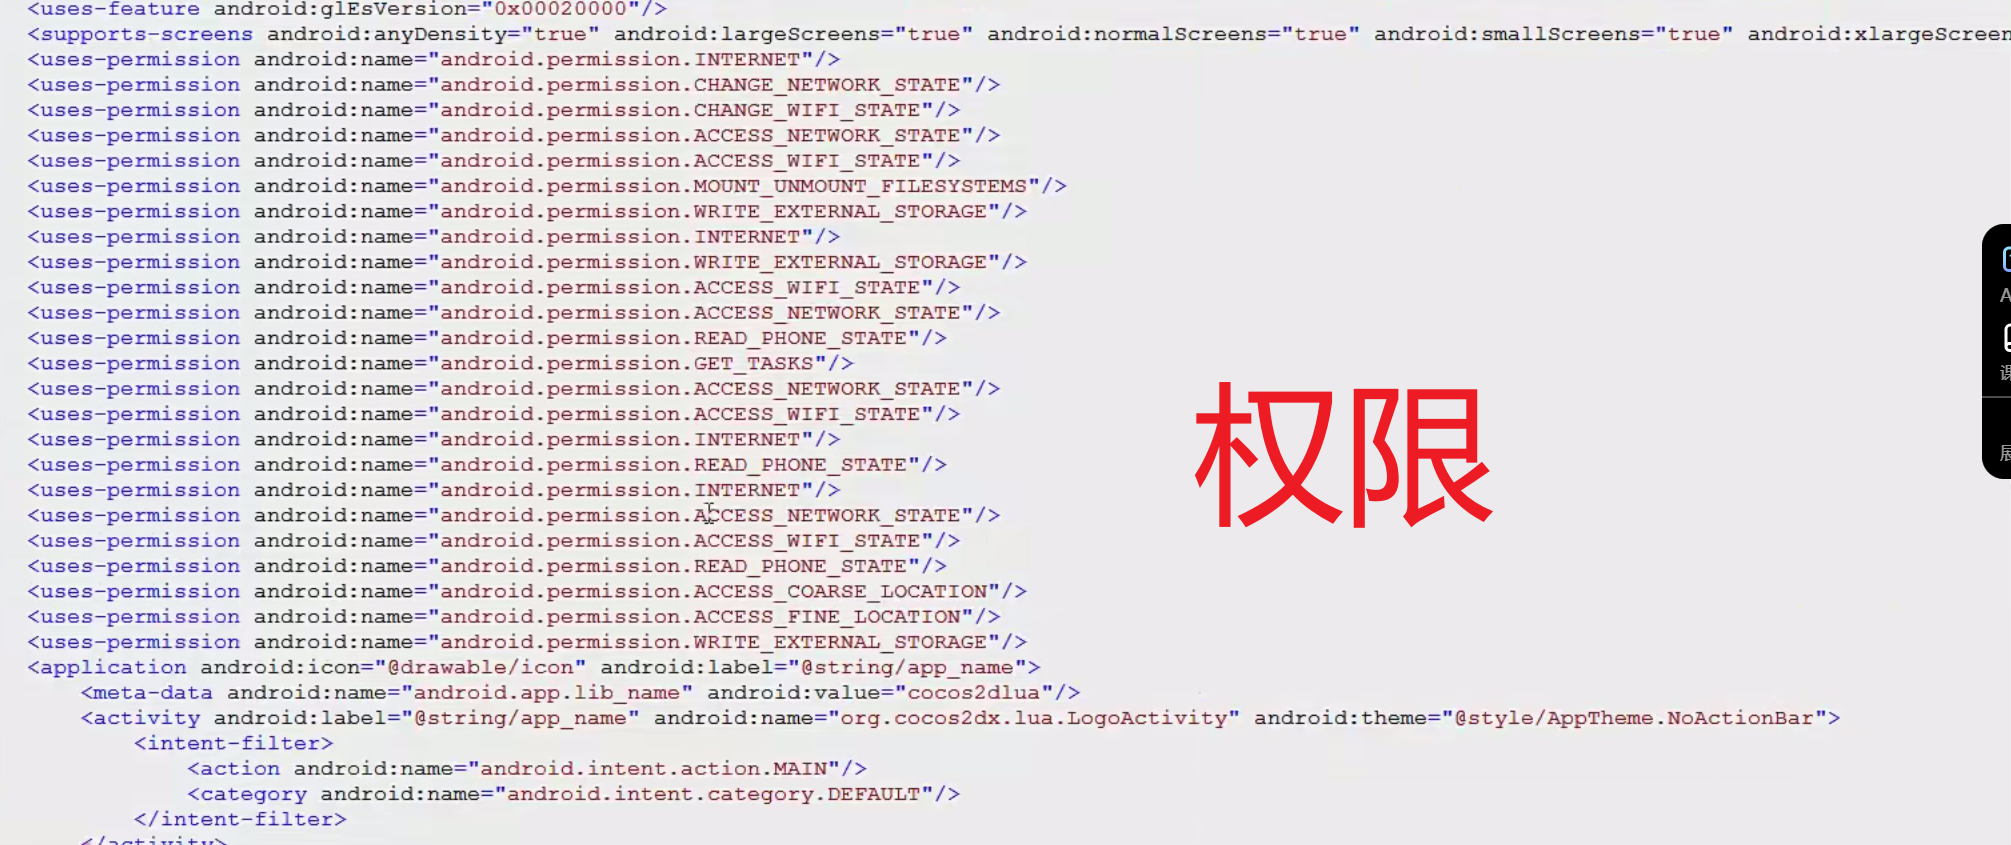 <uses-feature android:glEsVersion="0x00020000"/>
<supports-screens android:anyDensity="true" android:largeScreens="true" android:normalScreens="true" android:smallScreens="true" android:xlargeScreen
<uses-permission android:name="android.permission.INTERNET"/>
<uses-permission android:name="android.permission.CHANGE_NETWORK_STATE"/>
<uses-permission android:name="android.permission.CHANGE_WIFI_STATE"/>
<uses-permission android:name="android.permission.ACCESS_NETWORK_STATE"/>
<uses-permission android:name="android.permission.ACCESS_WIFI_STATE"/>
<uses-permission android:name="android.permission.MOUNT_UNMOUNT_FILESYSTEMS"/>
<uses-permission android:name="android.permission.WRITE_EXTERNAL_STORAGE"/>
<uses-permission android:name="android.permission.INTERNET"/>
<uses-permission android:name="android.permission.WRITE_EXTERNAL_STORAGE"/>
<uses-permission android:name="android.permission.ACCESS_WIFI_STATE"/>
<uses-permission android:name="android.permission.ACCESS_NETWORK_STATE"/>
<uses-permission android:name="android.permission.READ_PHONE_STATE"/>
<uses-permission android:name="android.permission.GET_TASKS"/>
<uses-permission android:name="android.permission.ACCESS_NETWORK_STATE"/>
<uses-permission android:name="android.permission.ACCESS_WIFI_STATE"/>
<uses-permission android:name="android.permission.INTERNET"/>
<uses-permission android:name="android.permission.READ_PHONE_STATE"/>
<uses-permission android:name="android.permission.INTERNET"/>
<uses-permission android:name="android.permission.ACCESS_NETWORK_STATE"/>
<uses-permission android:name="android.permission.ACCESS_WIFI_STATE"/>
<uses-permission android:name="android.permission.READ_PHONE_STATE"/>
<uses-permission android:name="android.permission.ACCESS_COARSE_LOCATION"/>
<uses-permission android:name="android.permission.ACCESS_FINE_LOCATION"/>
<uses-permission android:name="android.permission.WRITE_EXTERNAL_STORAGE"/>
<application android:icon="@drawable/icon" android:label="@string/app_name">
<meta-data android:name="android.app.lib_name" android:value="cocos2dlua"/>
<activity android:label="@string/app_name" android:name="org.cocos2dx.lua.LogoActivity" android:theme="@style/AppTheme.NoActionBar">
<intent-filter>
<action android:name="android.intent.action.MAIN"/>
<category android:name="android.intent.category.DEFAULT"/>
</intent-filter>
</activity>
权限